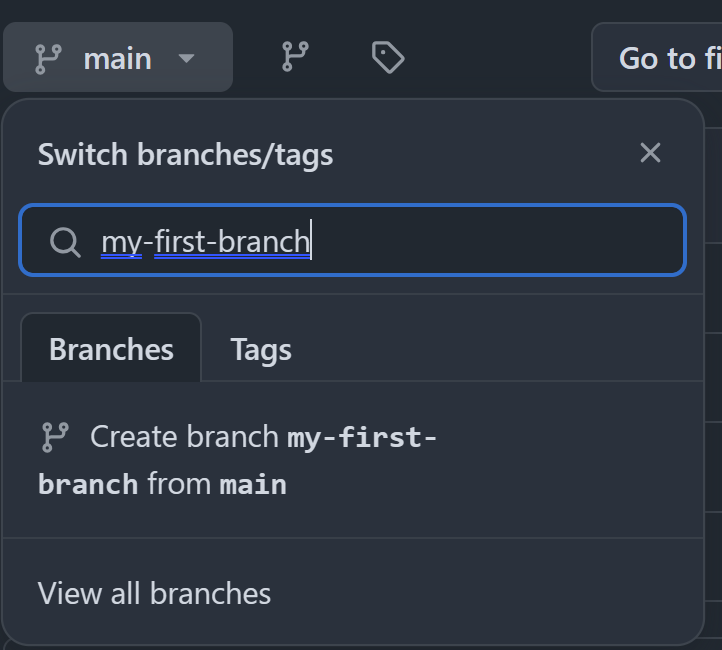 main
Go to fi
Switch branches/tags
my-first-branch
Branches
Tags
Create branch my-first-
branch from main
View all branches